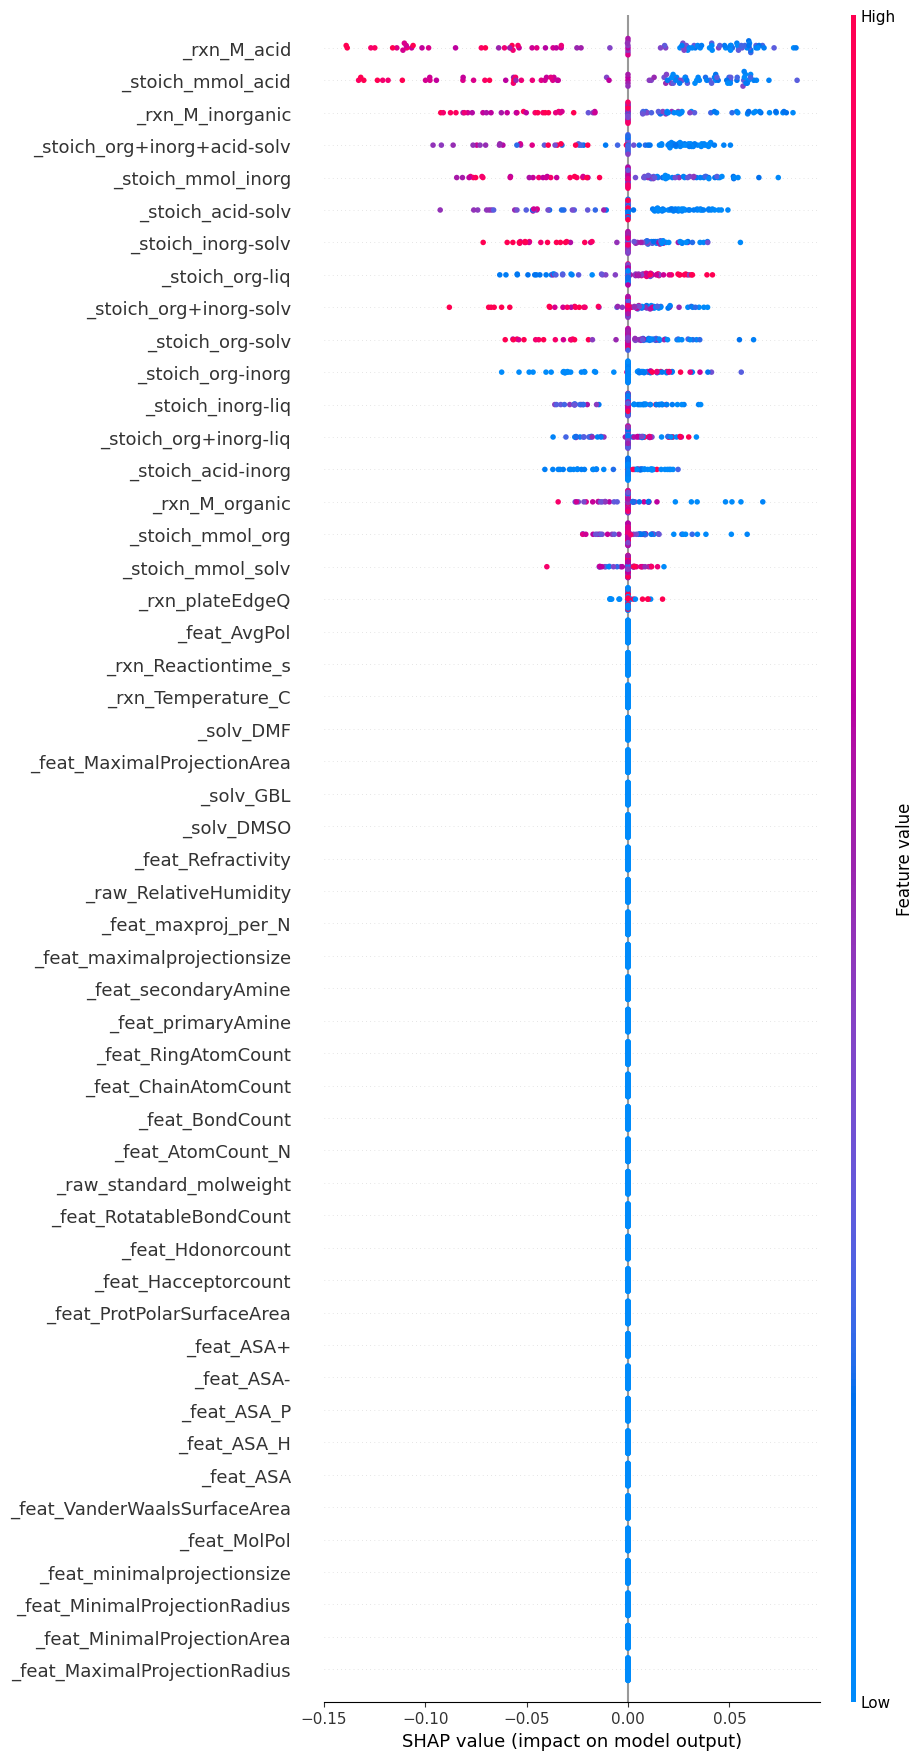 High
_rxn_M_acid
_stoich_mmol_acid
_rxn_M_inorganic
_stoich_org+inorg+acid-solv
_stoich_mmol_inorg
_stoich_acid-solv
_stoich_inorg-solv
_stoich_org-liq
_stoich_org+inorg-solv
_stoich_org-solv
_stoich_org-inorg
_stoich_inorg-liq
_stoich_org+inorg-liq
_stoich_acid-inorg
_rxn_M_organic
_stoich_mmol_org
_stoich_mmol_solv
_rxn_plateEdgeQ
_feat_AvgPol
_rxn_Reactiontime_s
_rxn_Temperature_C
_solv_DMF
_feat_MaximalProjectionArea
_solv_GBL
_solv_DMSO
_feat_Refractivity
_raw_RelativeHumidity
_feat_maxproj_per_N
_feat_maximalprojectionsize
_feat_secondaryAmine
_feat_primaryAmine
_feat_RingAtomCount
_feat_ChainAtomCount
_feat_BondCount
_feat_AtomCount_N
_raw_standard_molweight
_feat_RotatableBondCount
_feat_Hdonorcount
_feat_Hacceptorcount
_feat_ProtPolarSurfaceArea
_feat_ASA+
_feat_ASA-
_feat_ASA_P
_feat_ASA_H
_feat_ASA
_feat_VanderWaalsSurfaceArea
_feat_MolPol
_feat_minimalprojectionsize
_feat_MinimalProjectionRadius
_feat_MinimalProjectionArea
_feat_MaximalProjectionRadius
Feature value
Low
−0.15 −0.10 −0.05 0.00 0.05
SHAP value (impact on model output)